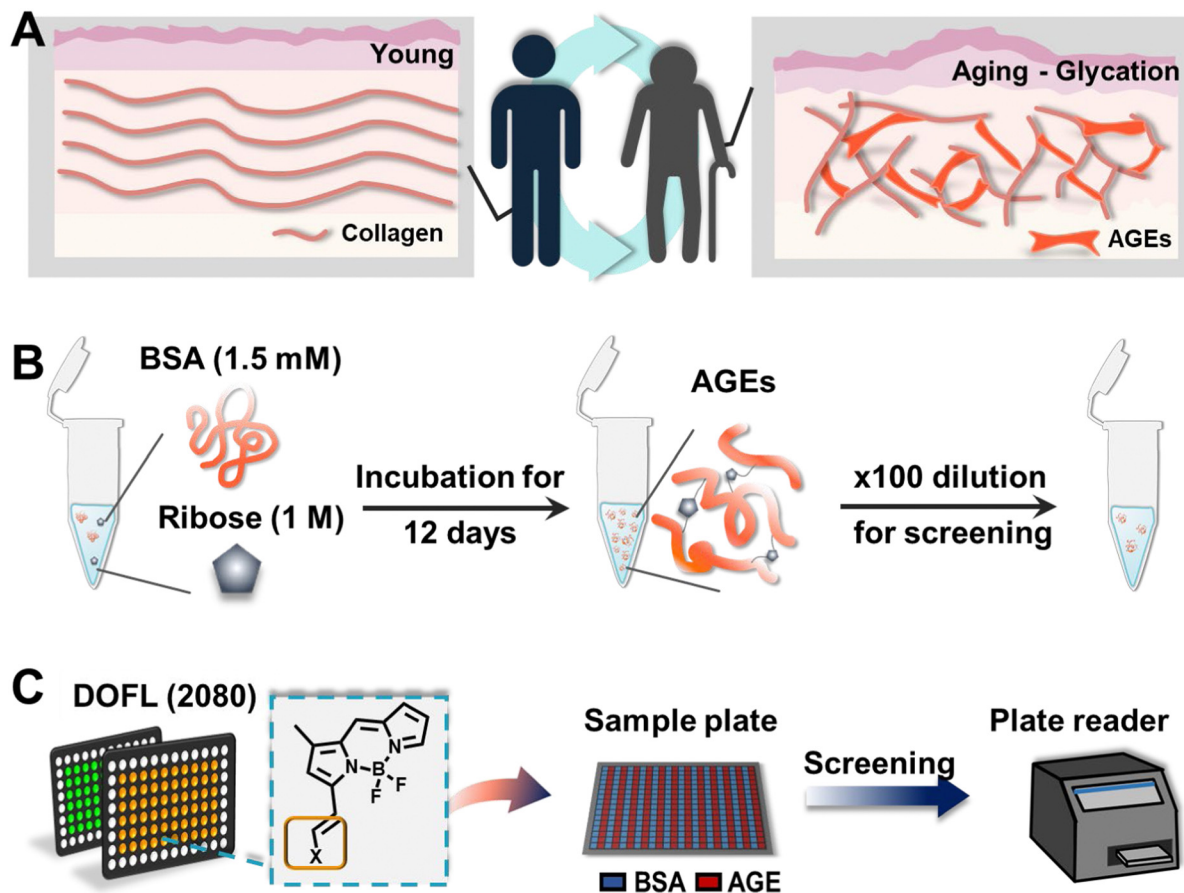 A
Young
Collagen
Aging - Glycation
AGEs
B
BSA (1.5 mM)
Ribose (1 M)
Incubation for
12 days
AGEs
x100 dilution
for screening
C
DOFL (2080)
N
B
N
F
F
X
Sample plate
BSA
AGE
Screening
Plate reader